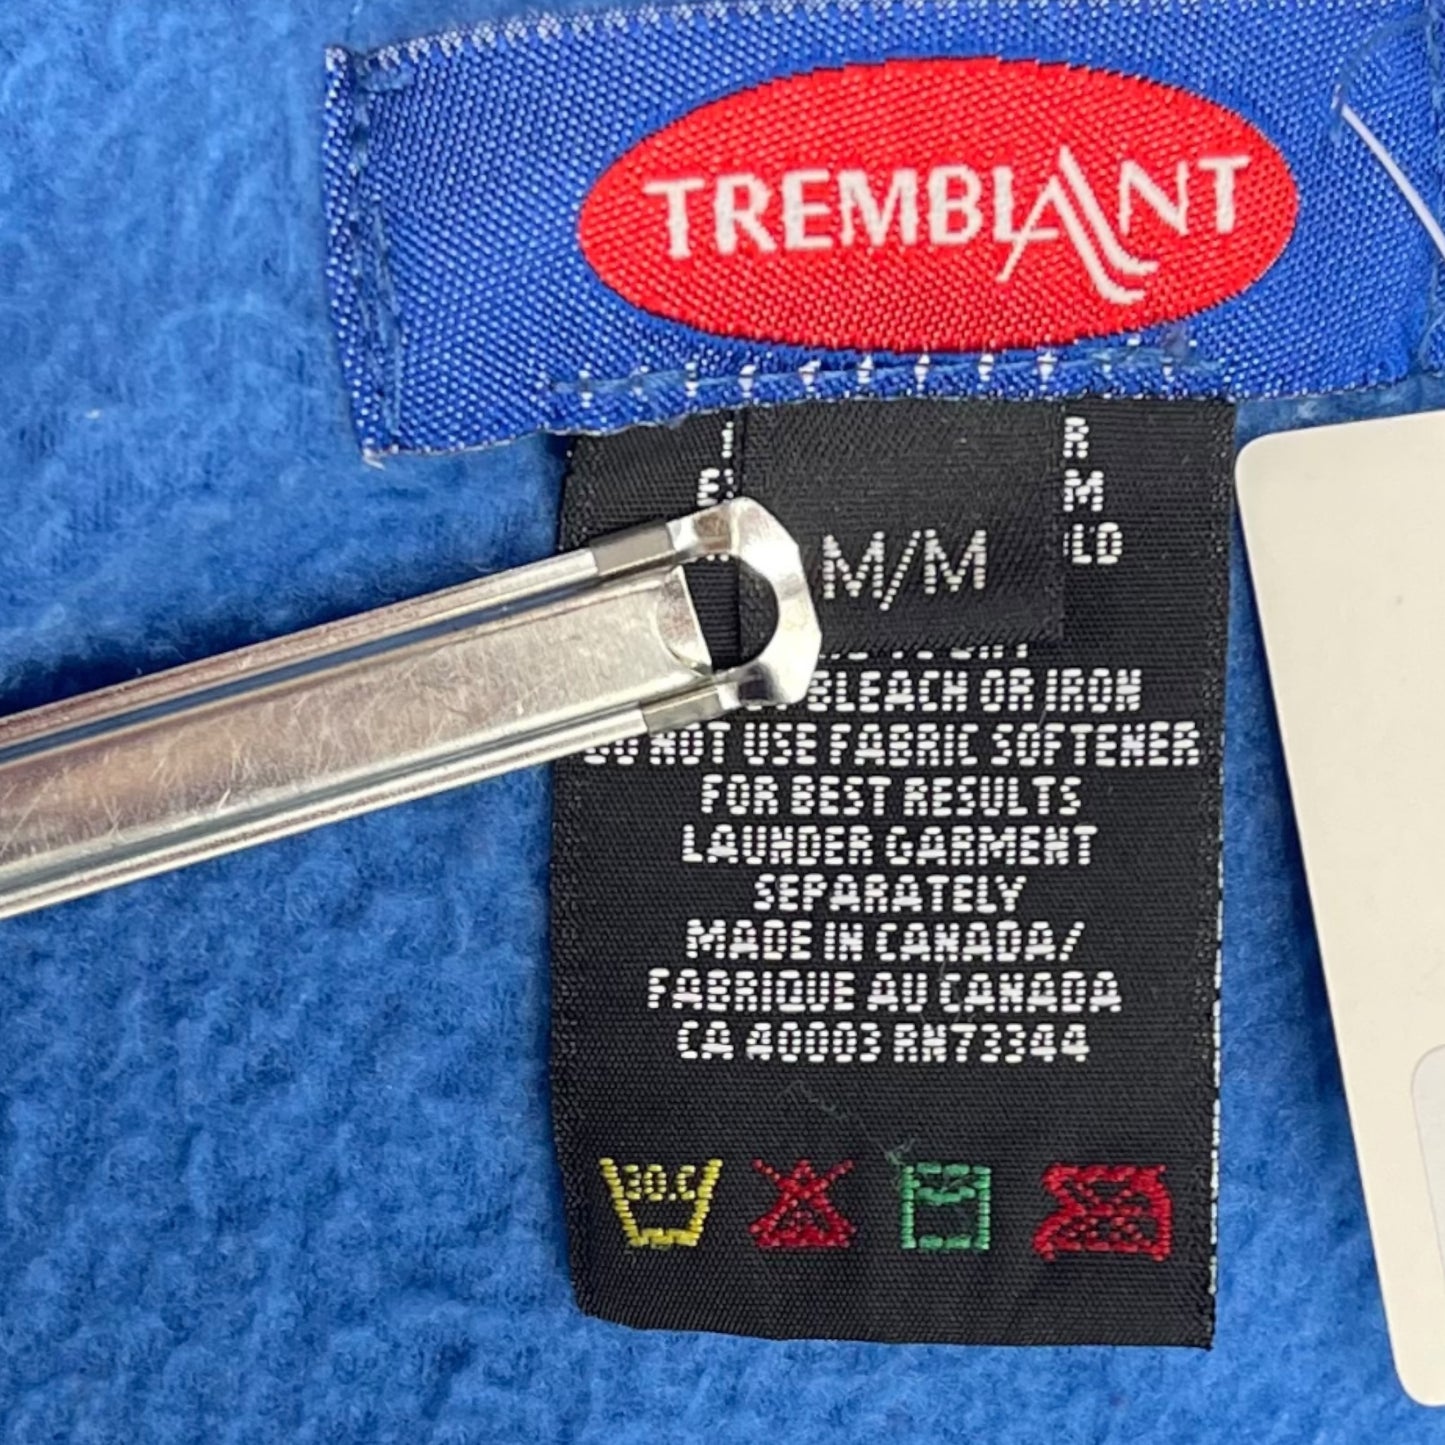 TREMBLANT
M/M
BLEACH OR IRON
NOT USE FABRIC SOFTENER
FOR BEST RESULTS
LAUNDER GARMENT
SEPARATELY
MADE IN CANADA/
FABRIQUE AU CANADA
CA 40003 RN73344
30.C